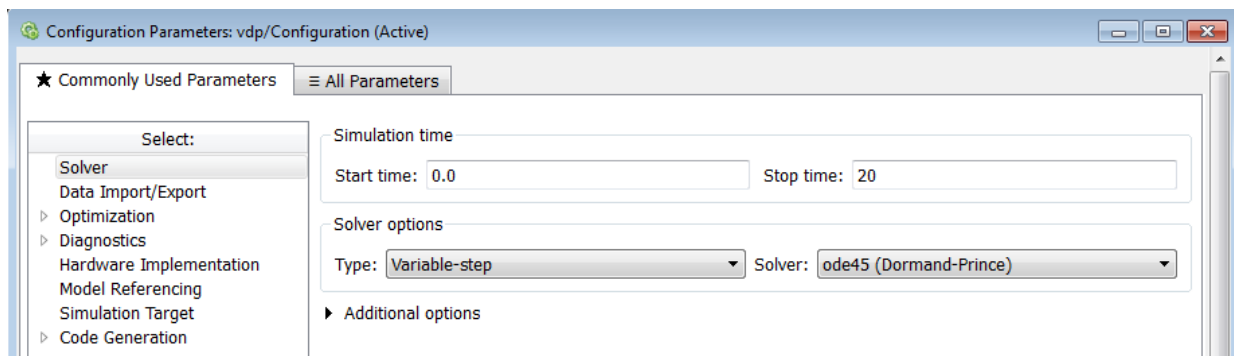 Configuration Parameters: vdp/Configuration (Active)
★ Commonly Used Parameters
≡ All Parameters
Select:
Solver
Data Import/Export
Optimization
Diagnostics
Hardware Implementation
Model Referencing
Simulation Target
Code Generation
Simulation time
Start time: 0.0 Stop time: 20
Solver options
Type: Variable-step Solver: ode45 (Dormand-Prince)
Additional options